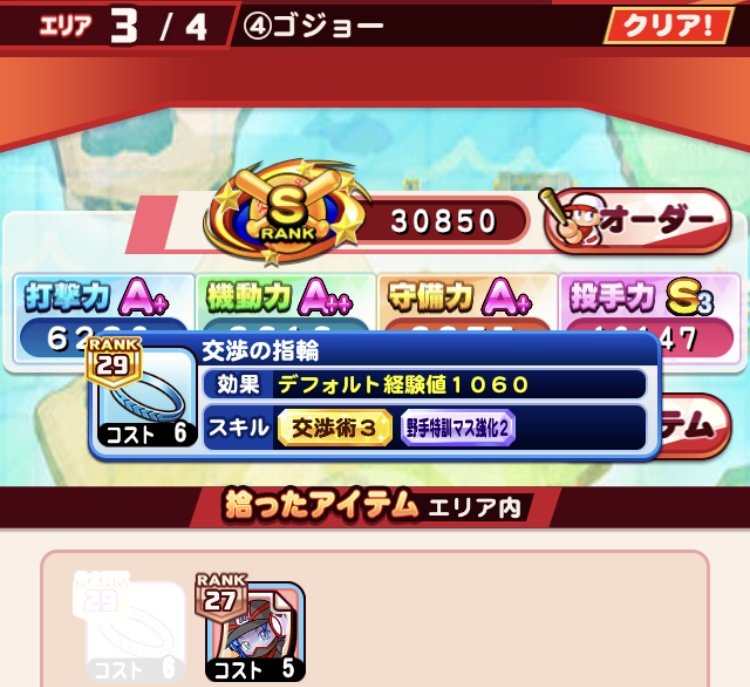 エリア 3 / 4 ④ゴジョー クリア!
S RANK 30850 オーダー
打撃力 A+ 機動力 A++ 守備力 A+ 投手力 S3
RANK 29 交渉の指輪
効果 デフォルト経験値1060
コスト 6 スキル 交渉術3 野手特訓マス強化2
拾ったアイテム エリア内
RANK 29 RANK 27
コスト 6 コスト 5